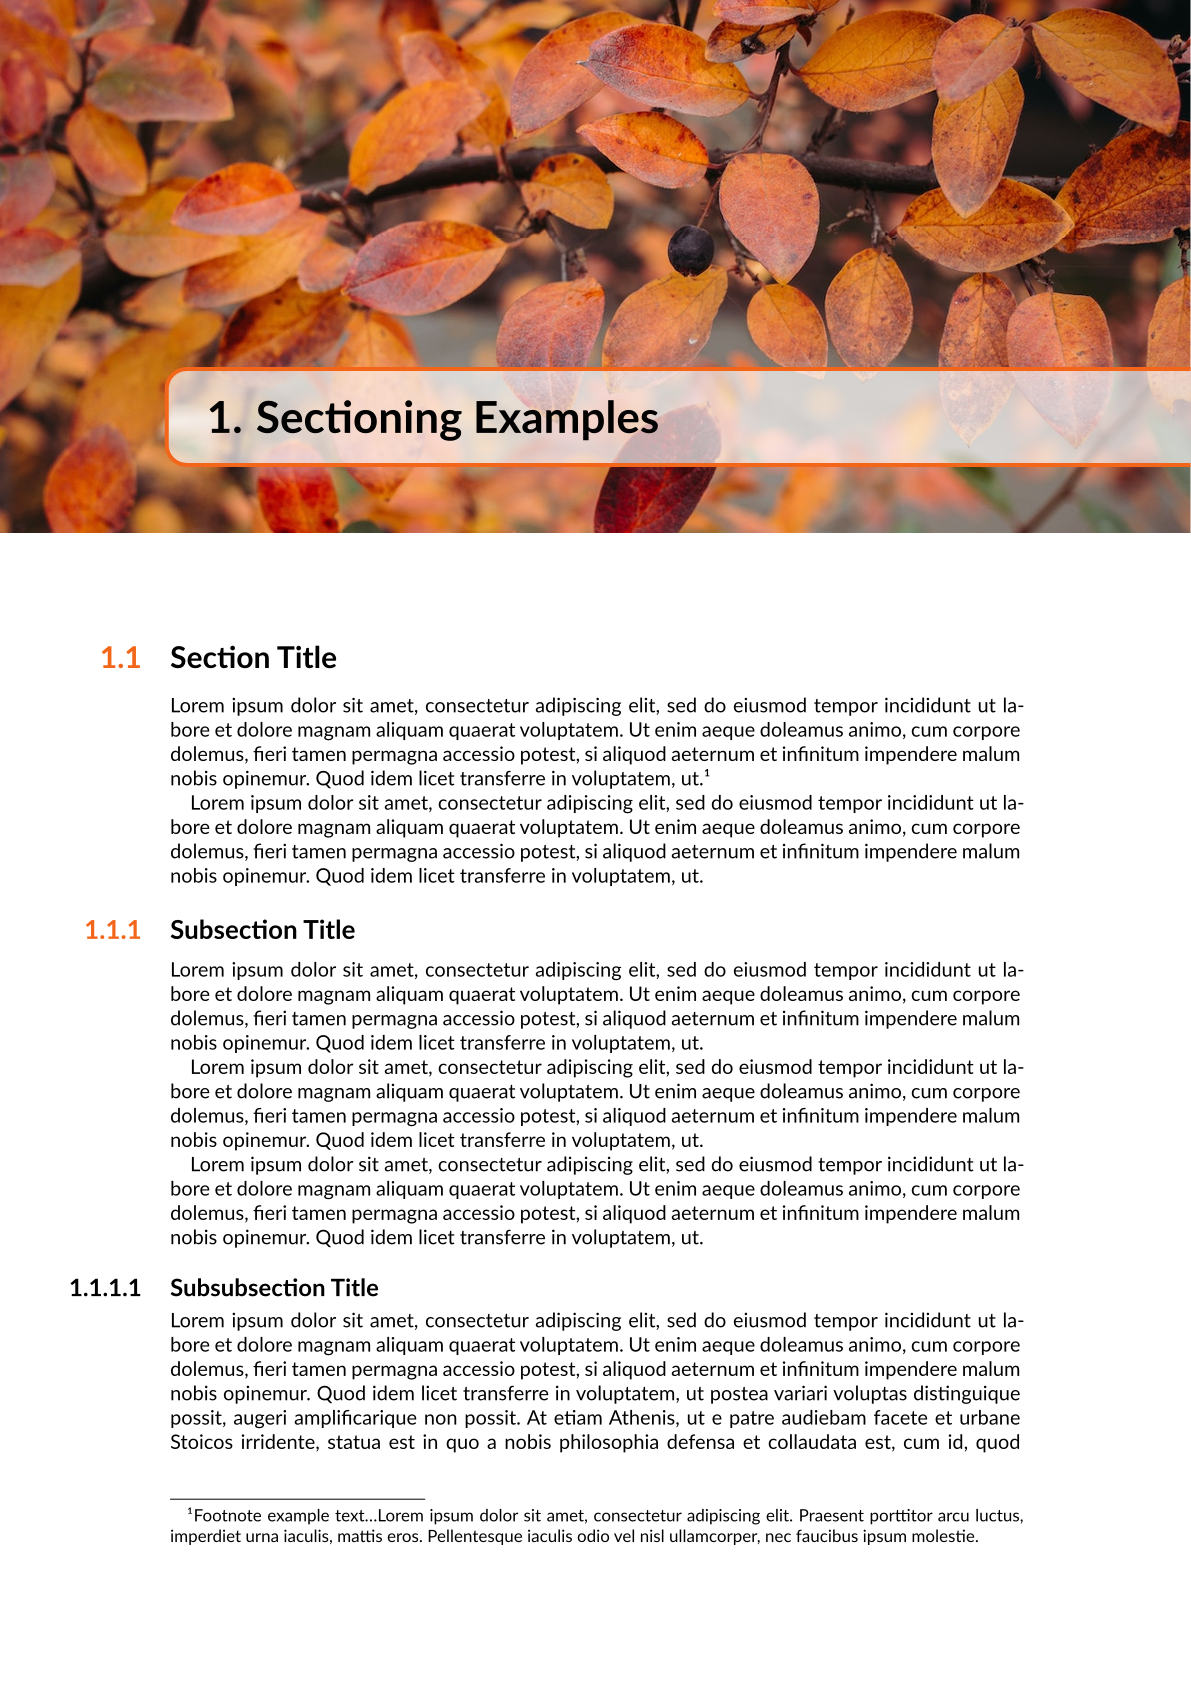 1. Sectioning Examples
1.1 Section Title
Lorem ipsum dolor sit amet, consectetur adipiscing elit, sed do eiusmod tempor incididunt ut la-
bore et dolore magnam aliquam quaerat voluptatem. Ut enim aeque doleamus animo, cum corpore
dolemus, fieri tamen permagna accessio potest, si aliquod aeternum et infinitum impendere malum
nobis opinemur. Quod idem licet transferre in voluptatem, ut.¹
Lorem ipsum dolor sit amet, consectetur adipiscing elit, sed do eiusmod tempor incididunt ut la-
bore et dolore magnam aliquam quaerat voluptatem. Ut enim aeque doleamus animo, cum corpore
dolemus, fieri tamen permagna accessio potest, si aliquod aeternum et infinitum impendere malum
nobis opinemur. Quod idem licet transferre in voluptatem, ut.
1.1.1 Subsection Title
Lorem ipsum dolor sit amet, consectetur adipiscing elit, sed do eiusmod tempor incididunt ut la-
bore et dolore magnam aliquam quaerat voluptatem. Ut enim aeque doleamus animo, cum corpore
dolemus, fieri tamen permagna accessio potest, si aliquod aeternum et infinitum impendere malum
nobis opinemur. Quod idem licet transferre in voluptatem, ut.
Lorem ipsum dolor sit amet, consectetur adipiscing elit, sed do eiusmod tempor incididunt ut la-
bore et dolore magnam aliquam quaerat voluptatem. Ut enim aeque doleamus animo, cum corpore
dolemus, fieri tamen permagna accessio potest, si aliquod aeternum et infinitum impendere malum
nobis opinemur. Quod idem licet transferre in voluptatem, ut.
Lorem ipsum dolor sit amet, consectetur adipiscing elit, sed do eiusmod tempor incididunt ut la-
bore et dolore magnam aliquam quaerat voluptatem. Ut enim aeque doleamus animo, cum corpore
dolemus, fieri tamen permagna accessio potest, si aliquod aeternum et infinitum impendere malum
nobis opinemur. Quod idem licet transferre in voluptatem, ut.
1.1.1.1 Subsubsection Title
Lorem ipsum dolor sit amet, consectetur adipiscing elit, sed do eiusmod tempor incididunt ut la-
bore et dolore magnam aliquam quaerat voluptatem. Ut enim aeque doleamus animo, cum corpore
dolemus, fieri tamen permagna accessio potest, si aliquod aeternum et infinitum impendere malum
nobis opinemur. Quod idem licet transferre in voluptatem, ut postea variari voluptas distinguique
possit, augeri amplificarique non possit. At etiam Athenis, ut e patre audiebam facete et urbane
Stoicos irridente, statua est in quo a nobis philosophia defensa et collaudata est, cum id, quod
¹Footnote example text...Lorem ipsum dolor sit amet, consectetur adipiscing elit. Praesent porttitor arcu luctus,
imperdiet urna iaculis, mattis eros. Pellentesque iaculis odio vel nisl ullamcorper, nec faucibus ipsum molestie.